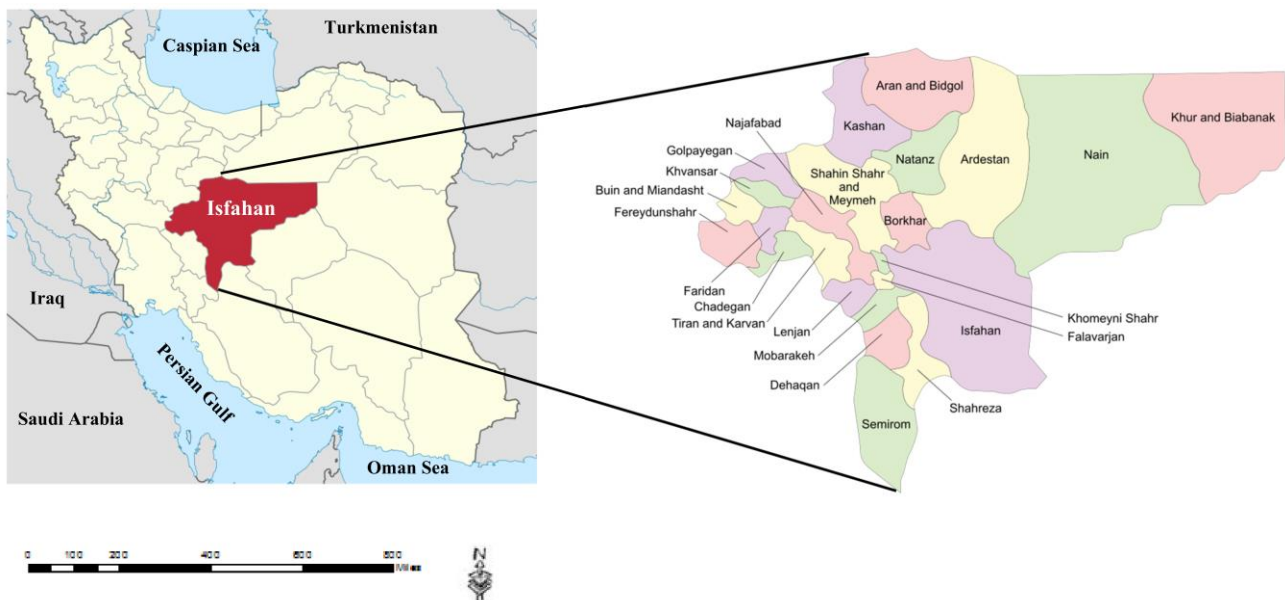 Caspian Sea
Turkmenistan
Isfahan
Iraq
Persian Gulf
Saudi Arabia
Oman Sea
Aran and Bidgol
Khur and Biabanak
Kashan
Najafabad
Golpayegan
Natanz
Ardestan
Nain
Khvansar
Shahin Shahr
and
Meymeh
Buin and Miandasht
Fereydunshahr
Borkhar
Faridan
Chadegan
Tiran and Karvan
Lenjan
Isfahan
Khomeyni Shahr
Falavarjan
Mobarakeh
Dehaqan
Shahreza
Semirom
0 100 200 400 600 800
Miles
N